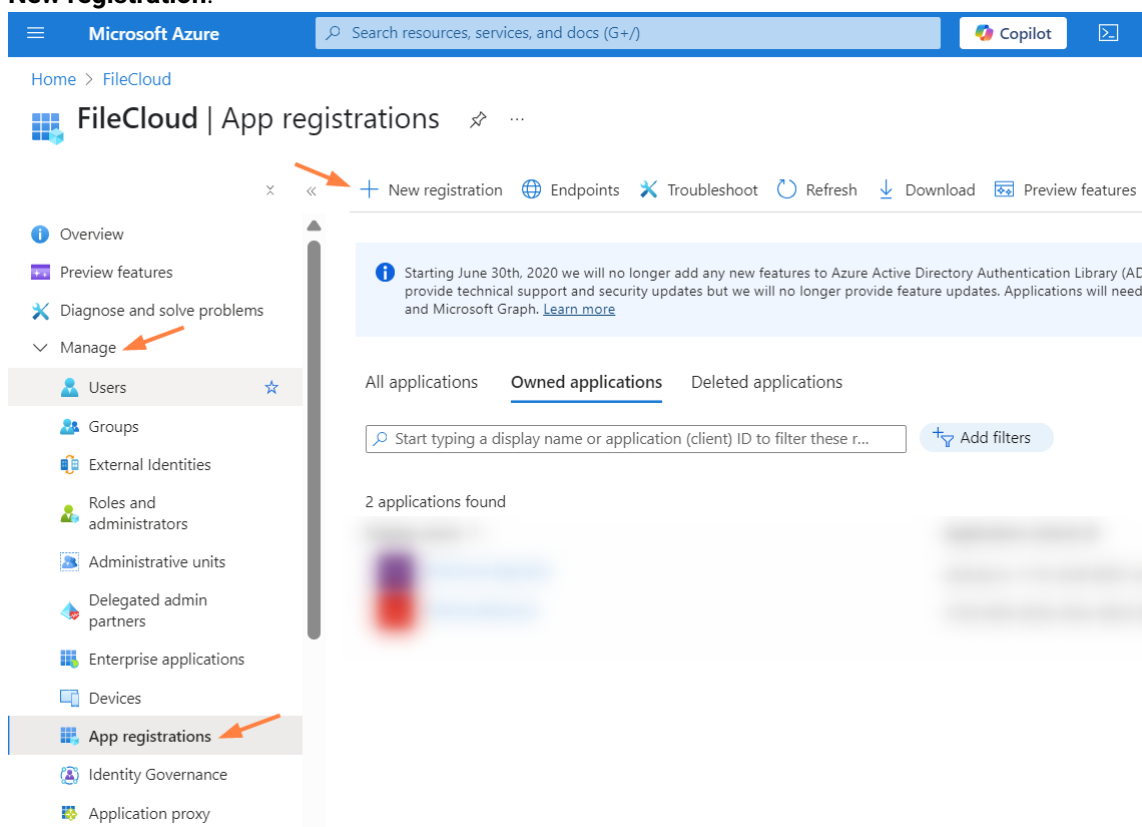 New registration.
Microsoft Azure
Search resources, services, and docs (G+/)
Copilot
Home > FileCloud
FileCloud | App registrations
New registration Endpoints Troubleshoot Refresh Download Preview features
Overview
Preview features
Diagnose and solve problems
Manage
Users
Groups
External Identities
Roles and
administrators
Administrative units
Delegated admin
partners
Enterprise applications
Devices
App registrations
Identity Governance
Application proxy
Starting June 30th, 2020 we will no longer add any new features to Azure Active Directory Authentication Library (AD
provide technical support and security updates but we will no longer provide feature updates. Applications will need
and Microsoft Graph. Learn more
All applications Owned applications Deleted applications
Start typing a display name or application (client) ID to filter these r...
Add filters
2 applications found